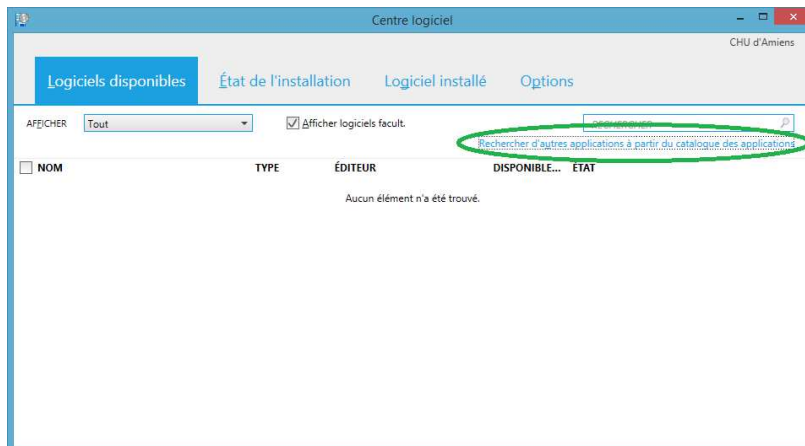 Centre logiciel
CHU d'Amiens
Logiciels disponibles État de l'installation Logiciel installé Options
AFFICHER Tout Afficher logiciels facult. RECHERCHER
Rechercher d'autres applications à partir du catalogue des applications
NOM TYPE ÉDITEUR DISPONIBLE... ÉTAT
Aucun élément n'a été trouvé.